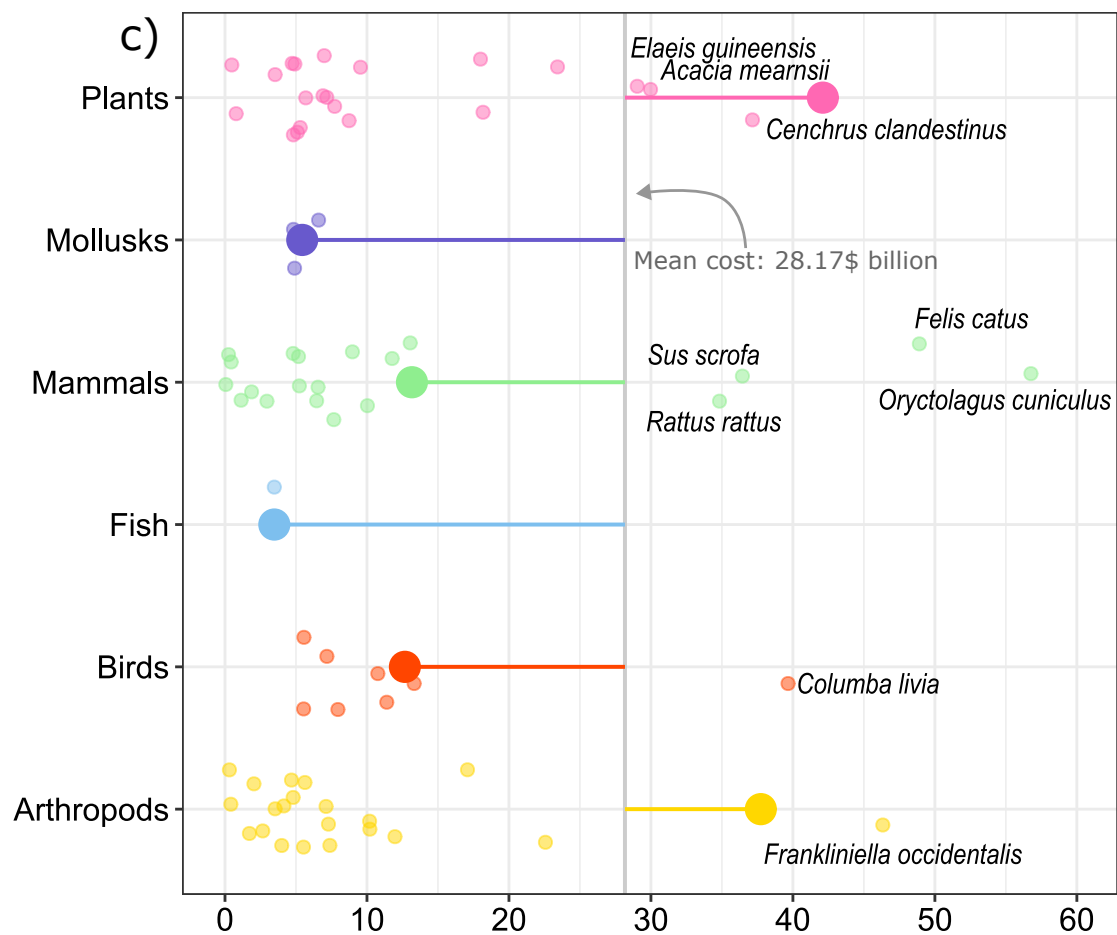 c)
Elaeis guineensis
Acacia mearnsii
Plants
Cenchrus clandestinus
Mollusks
Mean cost: 28.17$ billion
Felis catus
Sus scrofa
Mammals
Oryctolagus cuniculus
Rattus rattus
Fish
Birds
Columba livia
Arthropods
Frankliniella occidentalis
0 10 20 30 40 50 60